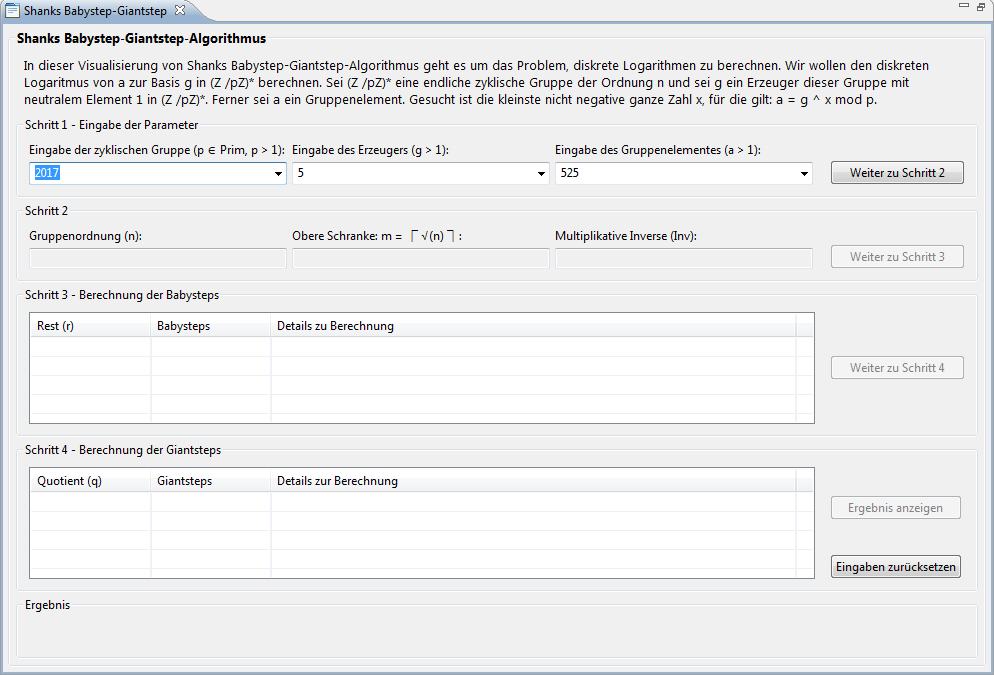 Shanks Babystep-Giantstep
Shanks Babystep-Giantstep-Algorithmus
In dieser Visualisierung von Shanks Babystep-Giantstep-Algorithmus geht es um das Problem, diskrete Logarithmen zu berechnen. Wir wollen den diskreten
Logaritmus von a zur Basis g in (Z /pZ)* berechnen. Sei (Z /pZ)* eine endliche zyklische Gruppe der Ordnung n und sei g ein Erzeuger dieser Gruppe mit
neutralem Element 1 in (Z /pZ)*. Ferner sei a ein Gruppenelement. Gesucht ist die kleinste nicht negative ganze Zahl x, für die gilt: a = g ^ x mod p.
Schritt 1 - Eingabe der Parameter
Eingabe der zyklischen Gruppe (p ∈ Prim, p > 1): Eingabe des Erzeugers (g > 1): Eingabe des Gruppenelementes (a > 1):
2017 5 525 Weiter zu Schritt 2
Schritt 2
Gruppenordnung (n): Obere Schranke: m = ⌈ √(n) ⌉ : Multiplikative Inverse (Inv):
Weiter zu Schritt 3
Schritt 3 - Berechnung der Babysteps
Rest (r) Babysteps Details zu Berechnung
Weiter zu Schritt 4
Schritt 4 - Berechnung der Giantsteps
Quotient (q) Giantsteps Details zur Berechnung
Ergebnis anzeigen
Eingaben zurücksetzen
Ergebnis